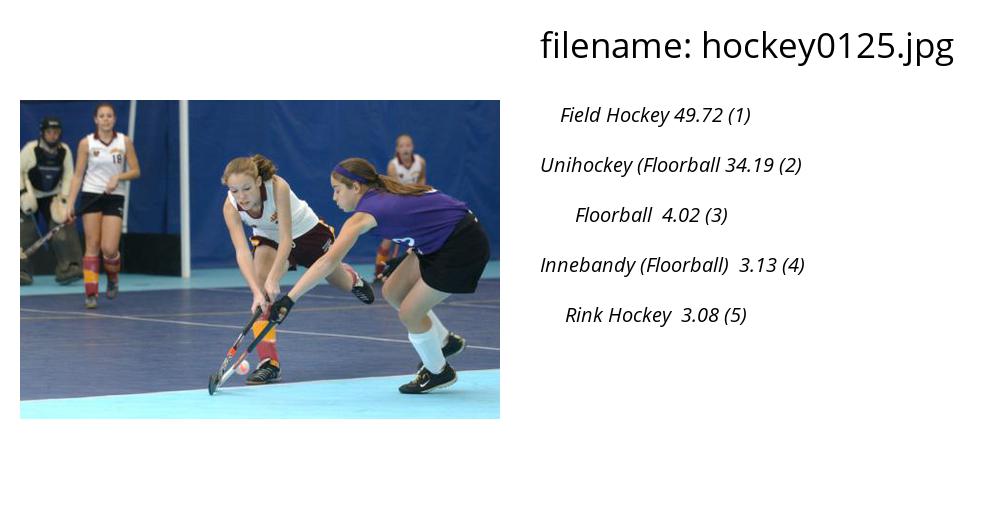 filename: hockey0125.jpg
Field Hockey 49.72 (1)
Unihockey (Floorball 34.19 (2)
Floorball 4.02 (3)
Innebandy (Floorball) 3.13 (4)
Rink Hockey 3.08 (5)
18